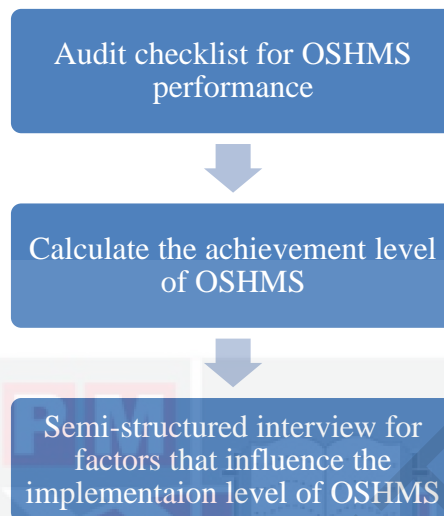 Audit checklist for OSHMS
performance
Calculate the achievement level
of OSHMS
PM
Semi-structured interview for
factors that influence the
implementaion level of OSHMS